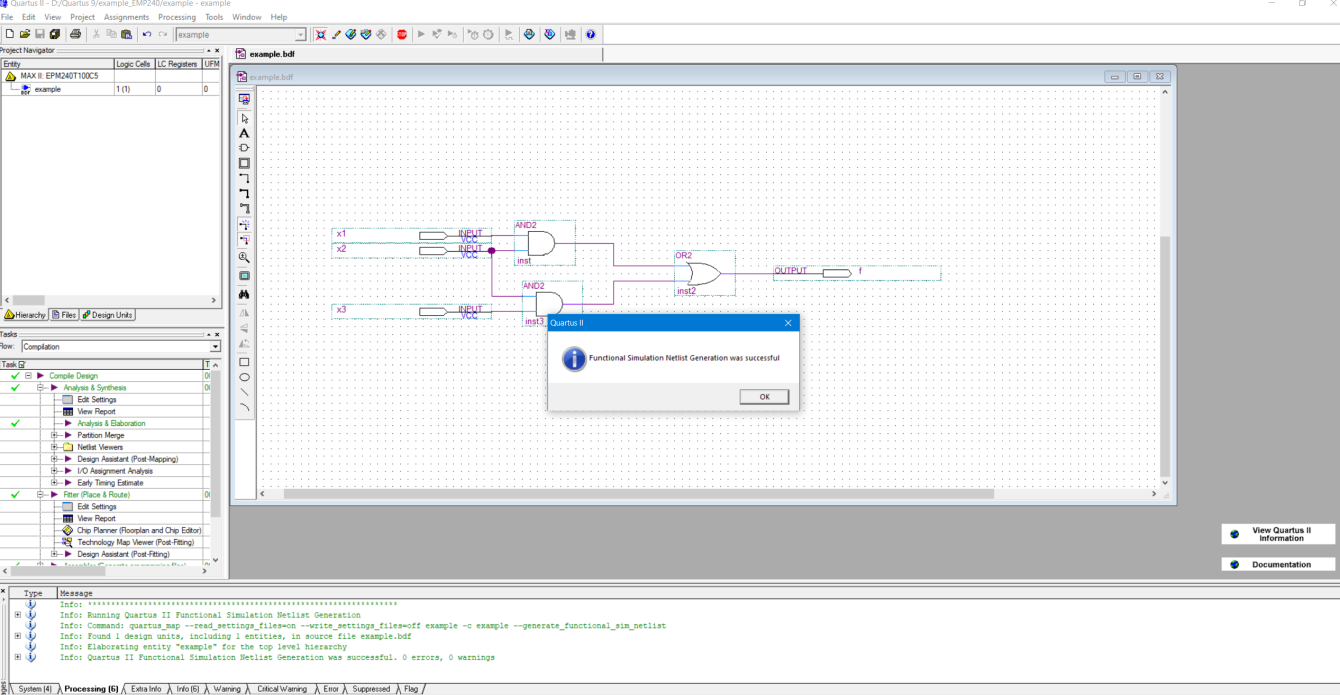 Quartus II - D:/Quartus 9/example_EMP240/example - example
File Edit View Project Assignments Processing Tools Window Help
example
Project Navigator
Entity Logic Cells LC Registers UFM
MAX II: EPM240T100C5
example 1 (1) 0 0
Hierarchy Files Design Units
Tasks
Flow: Compilation
Task
Compile Design
Analysis & Synthesis
Edit Settings
View Report
Analysis & Elaboration
Partition Merge
Netlist Viewers
Design Assistant (Post-Mapping)
I/O Assignment Analysis
Early Timing Estimate
Fitter (Place & Route)
Edit Settings
View Report
Chip Planner (Floorplan and Chip Editor)
Technology Map Viewer (Post-Fitting)
Design Assistant (Post-Fitting)
example.bdf
example.bdf
x1 INPUT VCC
x2 INPUT VCC
x3 INPUT VCC
AND2
inst
AND2
inst3
OR2
inst2
OUTPUT f
Quartus II
Functional Simulation Netlist Generation was successful
OK
View Quartus II
Information
Documentation
Type Message
Info: *******************************************************************
Info: Running Quartus II Functional Simulation Netlist Generation
Info: Command: quartus_map --read_settings_files=on --write_settings_files=off example -c example --generate_functional_sim_netlist
Info: Found 1 design units, including 1 entities, in source file example.bdf
Info: Elaborating entity "example" for the top level hierarchy
Info: Quartus II Functional Simulation Netlist Generation was successful. 0 errors, 0 warnings
System (4) Processing (6) Extra Info Info (6) Warning Critical Warning Error Suppressed Flag